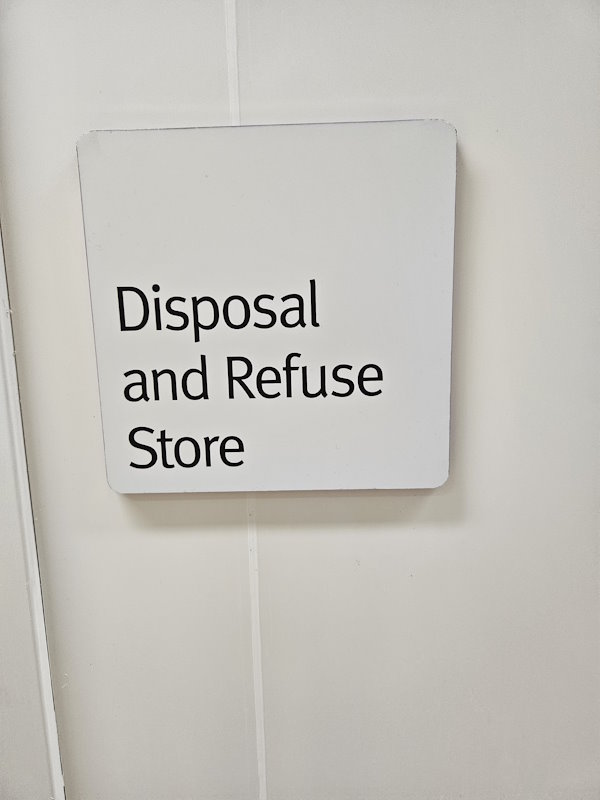 Disposal
and Refuse
Store